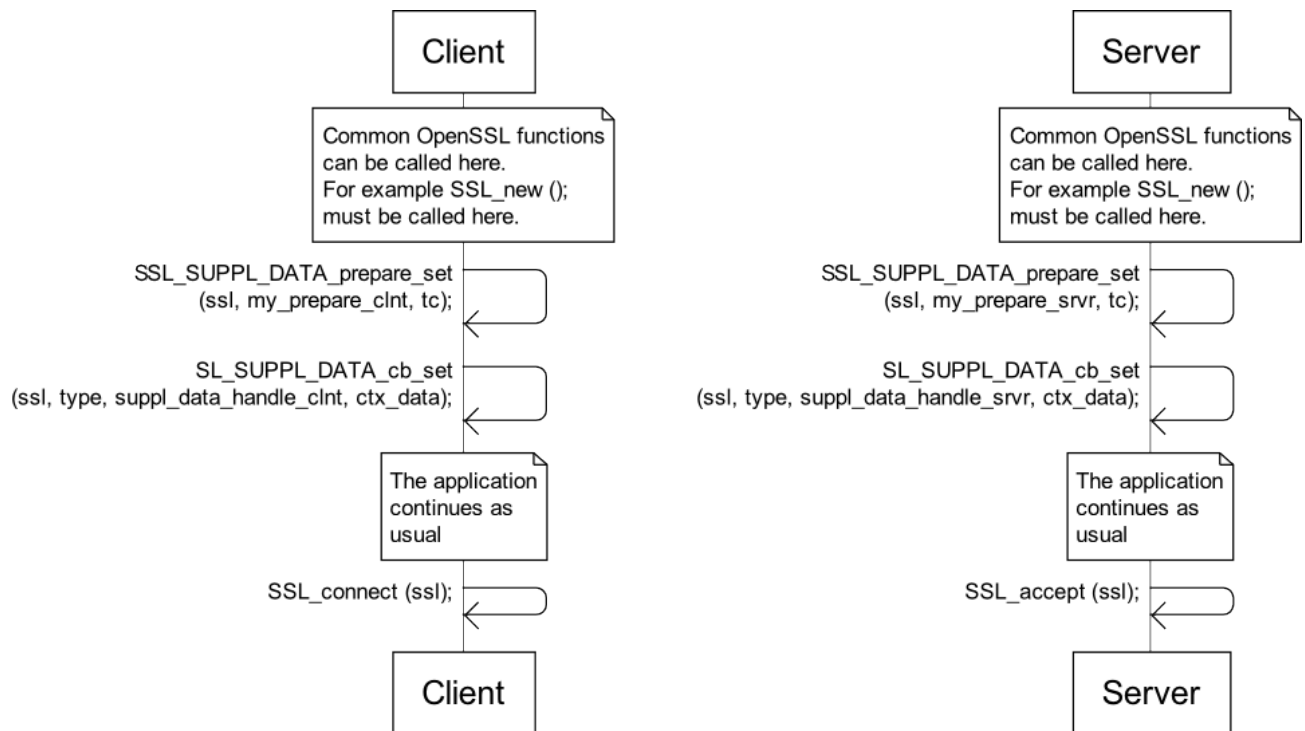 Client
Common OpenSSL functions
can be called here.
For example SSL_new ();
must be called here.
SSL_SUPPL_DATA_prepare_set
(ssl, my_prepare_clnt, tc);
SL_SUPPL_DATA_cb_set
(ssl, type, suppl_data_handle_clnt, ctx_data);
The application
continues as
usual
SSL_connect (ssl);
Client
Server
Common OpenSSL functions
can be called here.
For example SSL_new ();
must be called here.
SSL_SUPPL_DATA_prepare_set
(ssl, my_prepare_srvr, tc);
SL_SUPPL_DATA_cb_set
(ssl, type, suppl_data_handle_srvr, ctx_data);
The application
continues as
usual
SSL_accept (ssl);
Server